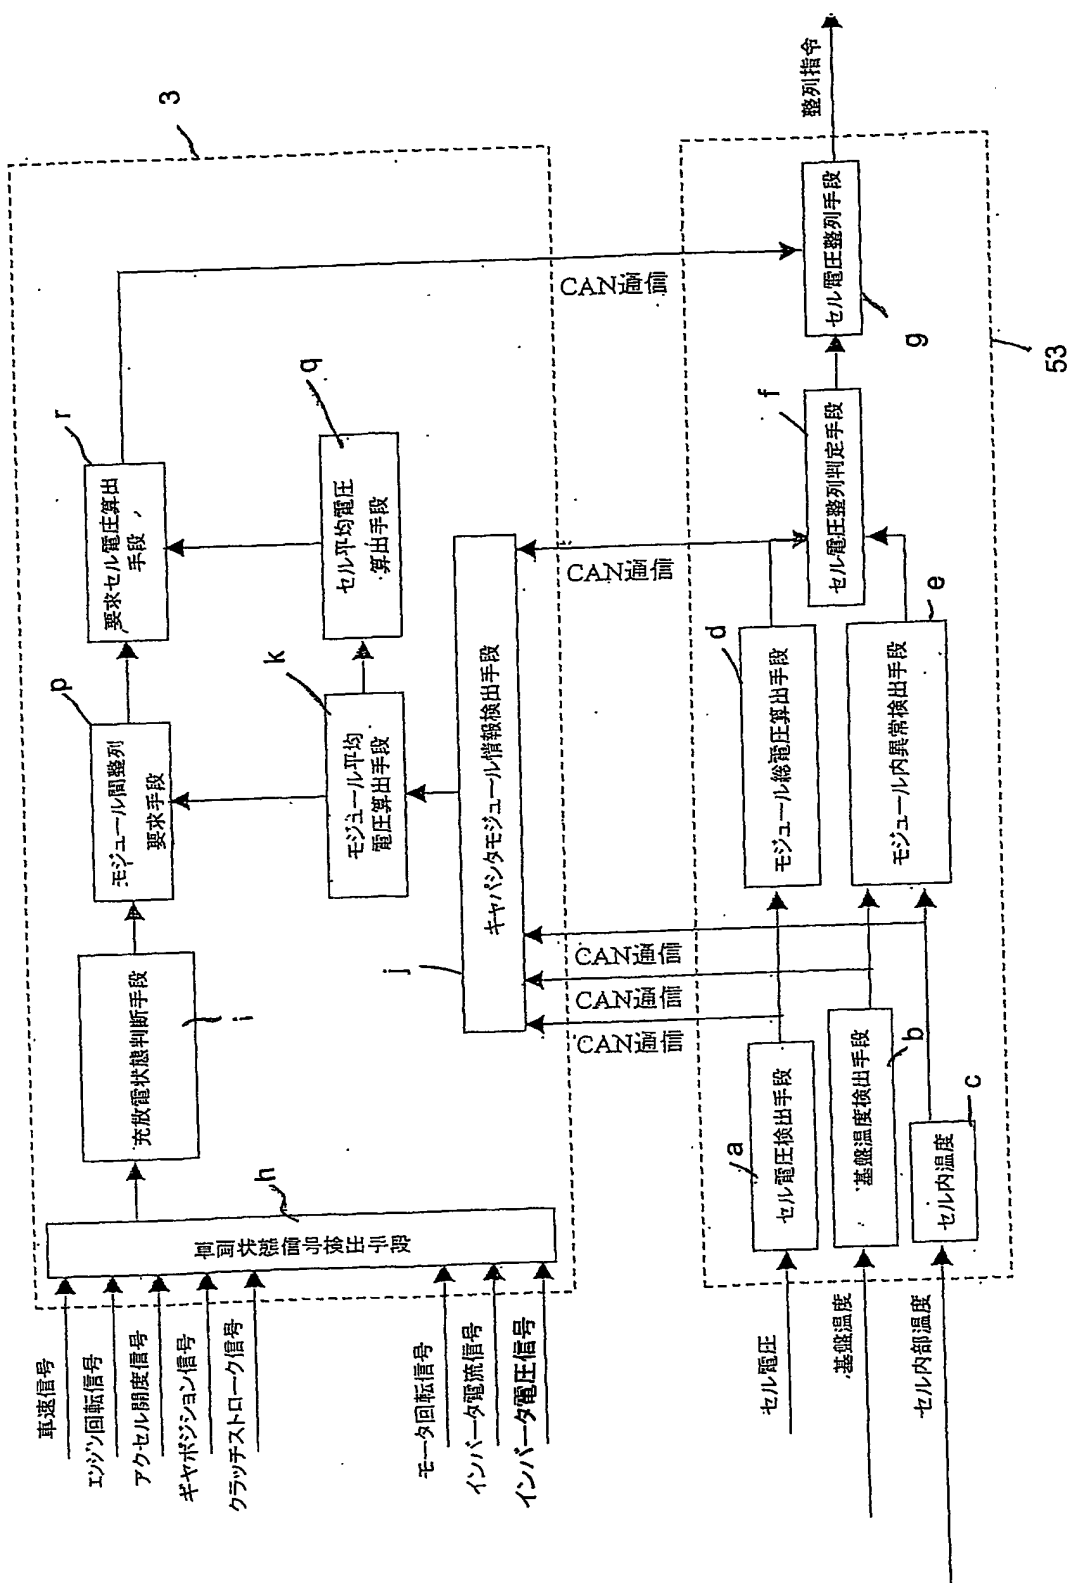 3
車速信号
エンジン回転信号
アクセル開度信号
ギヤポジション信号
クラッチストローク信号
モータ回転信号
インバータ電流信号
インバータ電圧信号
車両状態信号検出手段
h
充放電状態判断手段
i
モジュール間整列
要求手段
p
要求セル電圧算出
手段
r
モジュール平均
電圧算出手段
k
セル平均電圧
算出手段
q
キャパシタモジュール情報検出手段
j
CAN通信
CAN通信
CAN通信
CAN通信
CAN通信
セル電圧
基盤温度
セル内部温度
セル電圧検出手段
a
基盤温度検出手段
b
セル内温度
c
モジュール総電圧算出手段
d
モジュール内異常検出手段
e
セル電圧整列判定手段
f
セル電圧整列手段
g
整列指令
53